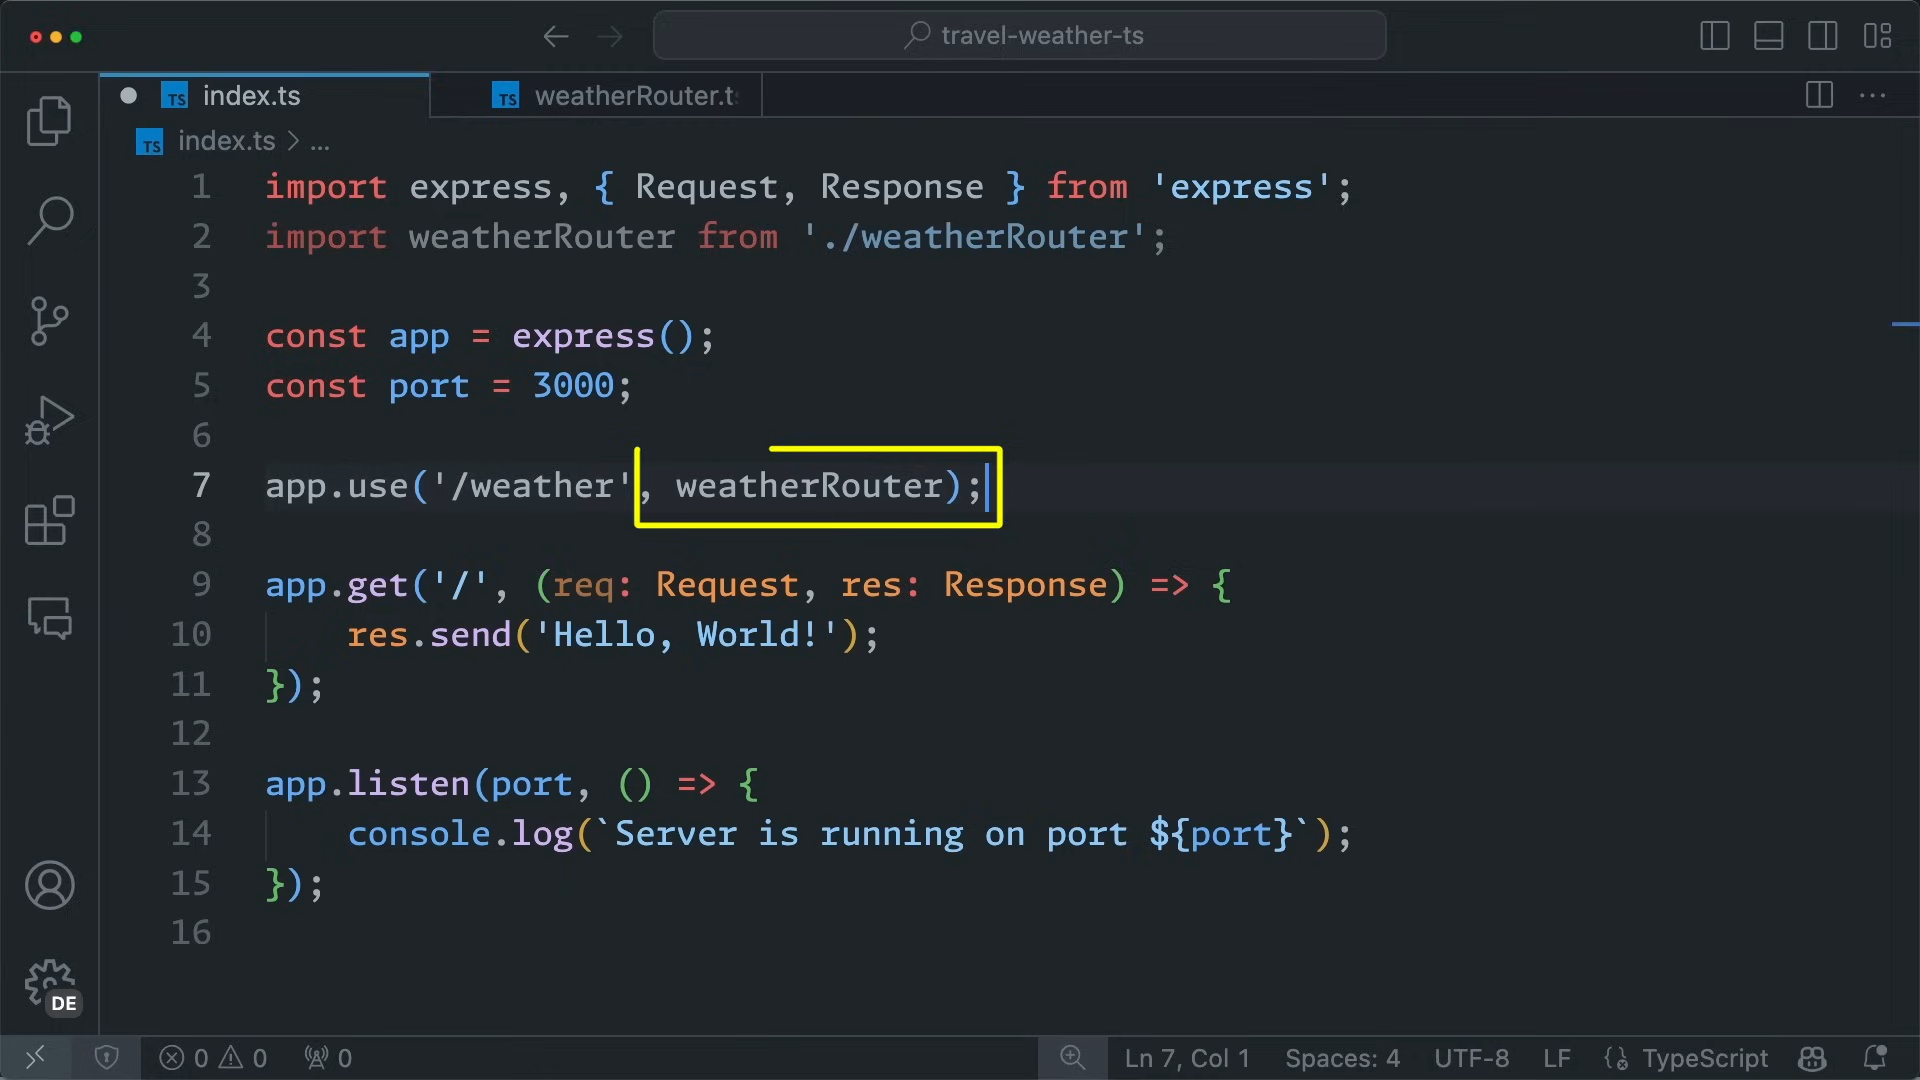 travel-weather-ts
TS index.ts
TS weatherRouter.t
TS index.ts > ...
1 import express, { Request, Response } from 'express';
2 import weatherRouter from './weatherRouter';
3
4 const app = express();
5 const port = 3000;
6
7 app.use('/weather', weatherRouter);
8
9 app.get('/', (req: Request, res: Response) => {
10 res.send('Hello, World!');
11 });
12
13 app.listen(port, () => {
14 console.log(`Server is running on port ${port}`);
15 });
16
DE
0 0 0 Ln 7, Col 1 Spaces: 4 UTF-8 LF TypeScript